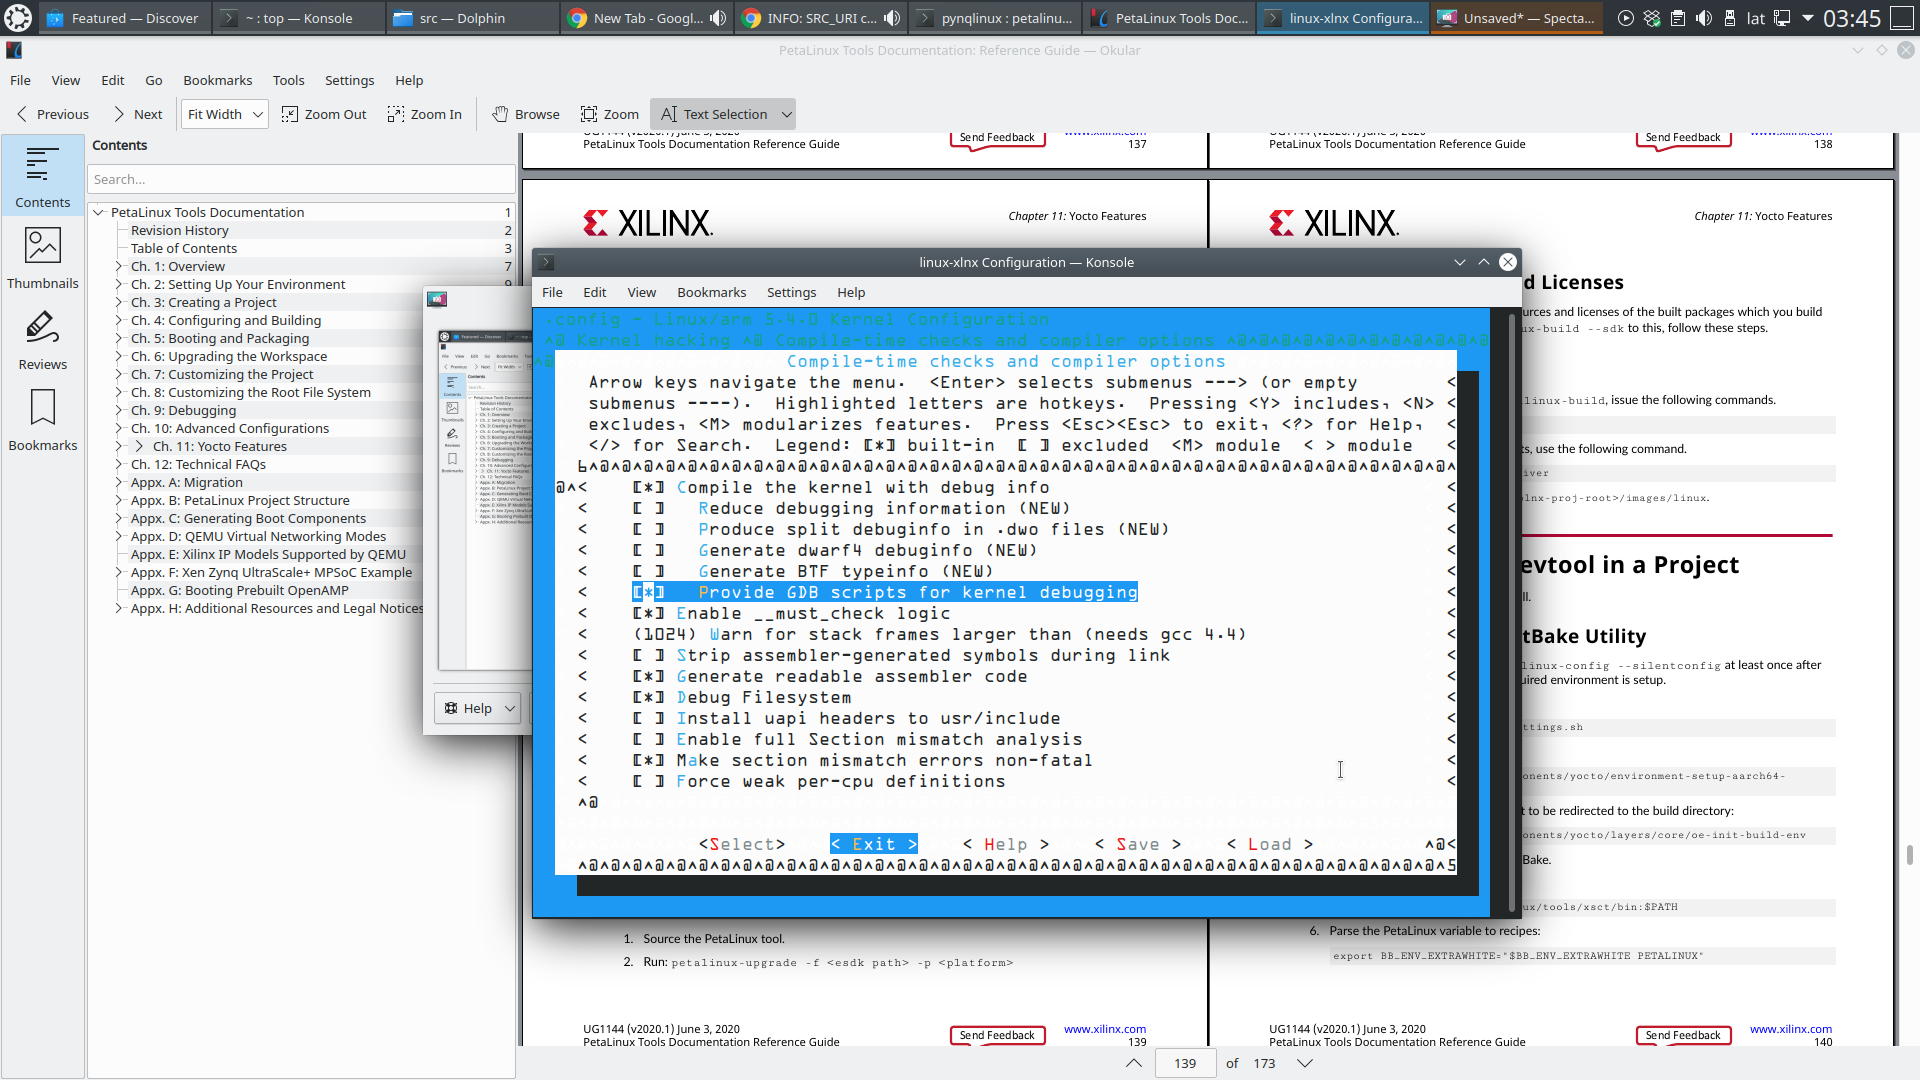 Featured — Discover
~ : top — Konsole
src — Dolphin
New Tab - Googl...
INFO: SRC_URI c...
pynqlinux : petalinu...
PetaLinux Tools Doc...
linux-xlnx Configura...
Unsaved* — Specta...
lat
03:45
PetaLinux Tools Documentation: Reference Guide — Okular
File View Edit Go Bookmarks Tools Settings Help
Previous Next Fit Width Zoom Out Zoom In Browse Zoom Text Selection
Contents
Thumbnails
Reviews
Bookmarks
Contents
Search...
PetaLinux Tools Documentation 1
Revision History 2
Table of Contents 3
Ch. 1: Overview 7
Ch. 2: Setting Up Your Environment 9
Ch. 3: Creating a Project
Ch. 4: Configuring and Building
Ch. 5: Booting and Packaging
Ch. 6: Upgrading the Workspace
Ch. 7: Customizing the Project
Ch. 8: Customizing the Root File System
Ch. 9: Debugging
Ch. 10: Advanced Configurations
Ch. 11: Yocto Features
Ch. 12: Technical FAQs
Appx. A: Migration
Appx. B: PetaLinux Project Structure
Appx. C: Generating Boot Components
Appx. D: QEMU Virtual Networking Modes
Appx. E: Xilinx IP Models Supported by QEMU
Appx. F: Xen Zynq UltraScale+ MPSoC Example
Appx. G: Booting Prebuilt OpenAMP
Appx. H: Additional Resources and Legal Notices
Help
UG1144 (v2020.1) June 3, 2020
PetaLinux Tools Documentation Reference Guide
Send Feedback
www.xilinx.com
137
UG1144 (v2020.1) June 3, 2020
PetaLinux Tools Documentation Reference Guide
Send Feedback
www.xilinx.com
138
XILINX.
Chapter 11: Yocto Features
XILINX.
Chapter 11: Yocto Features
linux-xlnx Configuration — Konsole
File Edit View Bookmarks Settings Help
.config - Linux/arm 5.4.0 Kernel Configuration
^@ Kernel hacking ^@ Compile-time checks and compiler options ^@^@^@^@^@^@^@^@^@^@^@^@
^@ Compile-time checks and compiler options
Arrow keys navigate the menu.  <Enter> selects submenus ---> (or empty <
submenus ----).  Highlighted letters are hotkeys.  Pressing <Y> includes, <N> <
excludes, <M> modularizes features.  Press <Esc><Esc> to exit, <?> for Help, <
</> for Search.  Legend: [*] built-in  [ ] excluded  <M> module  < > module <
6^@^@^@^@^@^@^@^@^@^@^@^@^@^@^@^@^@^@^@^@^@^@^@^@^@^@^@^@^@^@^@^@^@^@^@^@^@^@^@^
@^< [*] Compile the kernel with debug info <
< [ ]   Reduce debugging information (NEW) <
< [ ]   Produce split debuginfo in .dwo files (NEW) <
< [ ]   Generate dwarf4 debuginfo (NEW) <
< [ ]   Generate BTF typeinfo (NEW) <
< [*]   Provide GDB scripts for kernel debugging <
< [*] Enable __must_check logic <
< (1024) Warn for stack frames larger than (needs gcc 4.4) <
< [ ] Strip assembler-generated symbols during link <
< [*] Generate readable assembler code <
< [*] Debug Filesystem <
< [ ] Install uapi headers to usr/include <
< [ ] Enable full Section mismatch analysis <
< [*] Make section mismatch errors non-fatal <
< [ ] Force weak per-cpu definitions <
^@
<Select> < Exit > < Help > < Save > < Load > ^@<
^@^@^@^@^@^@^@^@^@^@^@^@^@^@^@^@^@^@^@^@^@^@^@^@^@^@^@^@^@^@^@^@^@^@^@^@^@^@^@^@5
d Licenses
urces and licenses of the built packages which you build
ux-build --sdk to this, follow these steps.
linux-build, issue the following commands.
ts, use the following command.
iver
plnx-proj-root>/images/linux.
evtool in a Project
ll.
tBake Utility
linux-config --silentconfig at least once after
uired environment is setup.
ttings.sh
onents/yocto/environment-setup-aarch64-
t to be redirected to the build directory:
onents/yocto/layers/core/oe-init-build-env
Bake.
ux/tools/xsct/bin:$PATH
6. Parse the PetaLinux variable to recipes:
export BB_ENV_EXTRAWHITE="$BB_ENV_EXTRAWHITE PETALINUX"
1. Source the PetaLinux tool.
2. Run: petalinux-upgrade -f <esdk path> -p <platform>
UG1144 (v2020.1) June 3, 2020
PetaLinux Tools Documentation Reference Guide
Send Feedback
www.xilinx.com
139
UG1144 (v2020.1) June 3, 2020
PetaLinux Tools Documentation Reference Guide
Send Feedback
www.xilinx.com
140
139 of 173